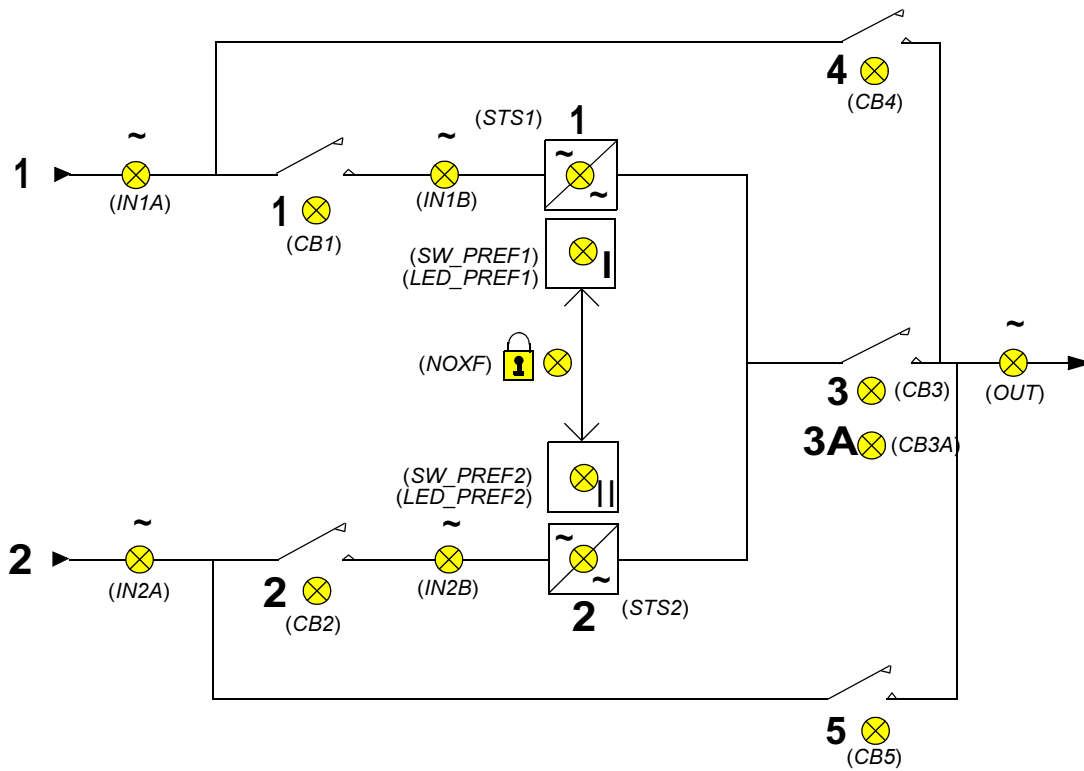 4
(CB4)
(STS1)
1
~
~
~
~
~
1
(IN1A)
1
(CB1)
(IN1B)
(SW_PREF1)
(LED_PREF1)
I
(NOXF)
~
3
(CB3)
(OUT)
3A
(CB3A)
(SW_PREF2)
(LED_PREF2)
II
~
~
~
~
2
(IN2A)
2
(CB2)
(IN2B)
2
(STS2)
5
(CB5)